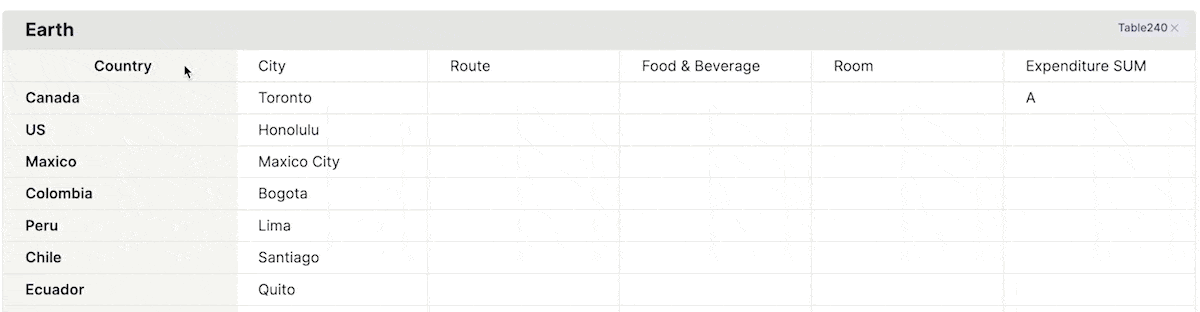 Earth
Table240
Country City Route Food & Beverage Room Expenditure SUM
Canada Toronto A
US Honolulu
Maxico Maxico City
Colombia Bogota
Peru Lima
Chile Santiago
Ecuador Quito